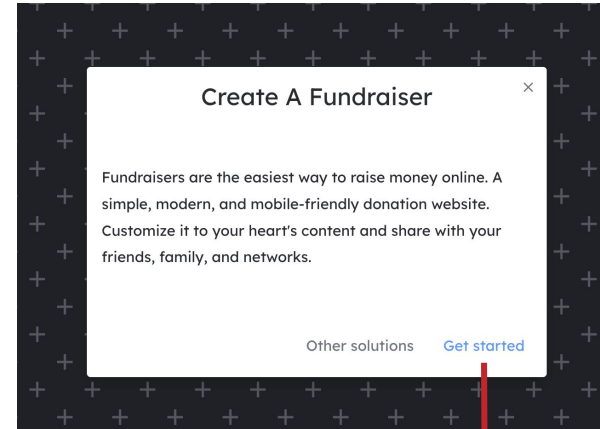 Create A Fundraiser
Fundraisers are the easiest way to raise money online. A
simple, modern, and mobile-friendly donation website.
Customize it to your heart's content and share with your
friends, family, and networks.
Other solutions Get started